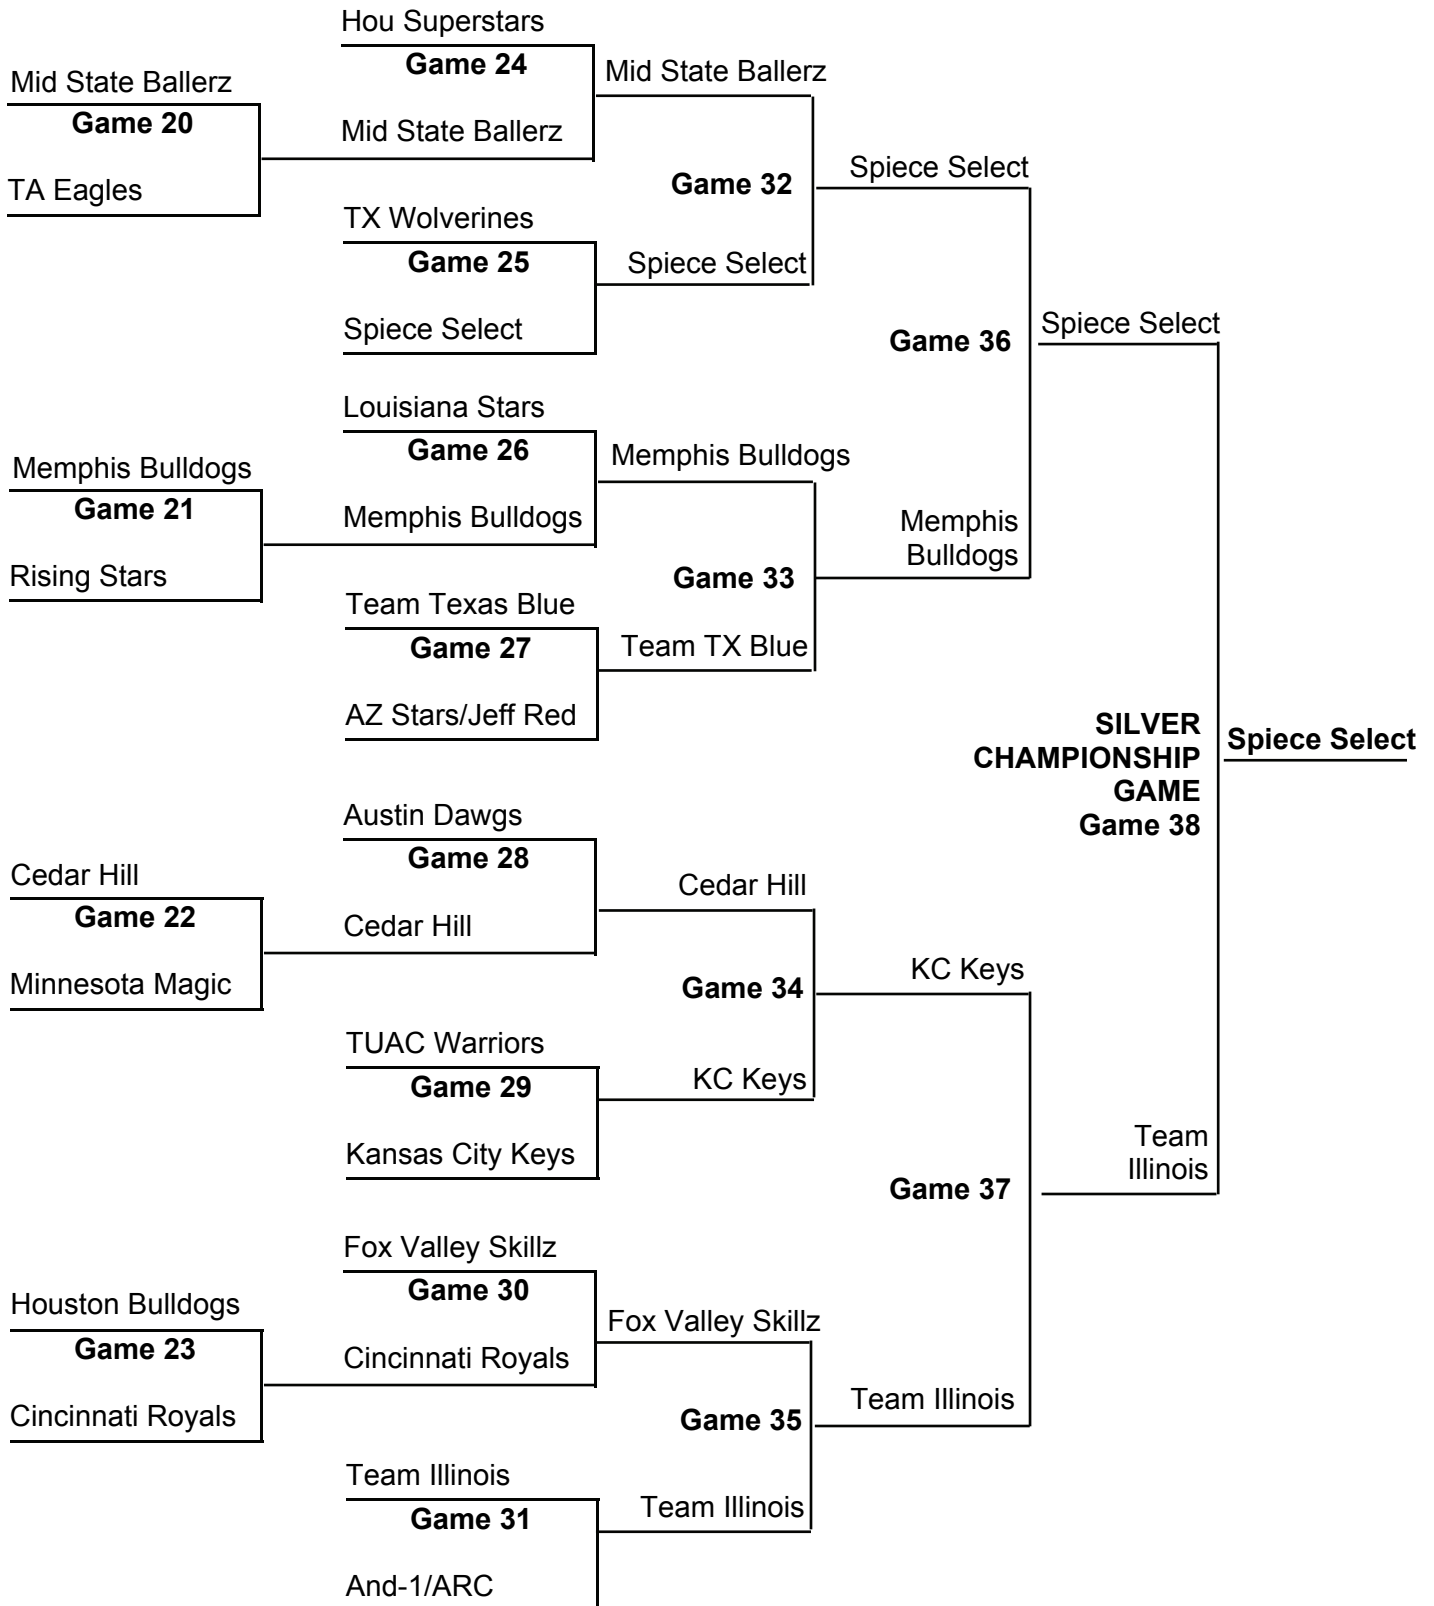 Hou Superstars
Game 24
Mid State Ballerz
Mid State Ballerz
Game 20
Mid State Ballerz
TA Eagles
Game 32
Spiece Select
TX Wolverines
Game 25
Spiece Select
Spiece Select
Game 36
Spiece Select
Louisiana Stars
Game 26
Memphis Bulldogs
Memphis Bulldogs
Game 21
Memphis Bulldogs
Memphis
Bulldogs
Rising Stars
Game 33
Team Texas Blue
Game 27
Team TX Blue
AZ Stars/Jeff Red
SILVER
CHAMPIONSHIP
GAME
Game 38
Spiece Select
Austin Dawgs
Game 28
Cedar Hill
Cedar Hill
Game 22
Cedar Hill
Minnesota Magic
Game 34
KC Keys
TUAC Warriors
Game 29
KC Keys
Kansas City Keys
Team
Illinois
Game 37
Fox Valley Skillz
Game 30
Houston Bulldogs
Game 23
Fox Valley Skillz
Cincinnati Royals
Cincinnati Royals
Game 35
Team Illinois
Team Illinois
Game 31
Team Illinois
And-1/ARC